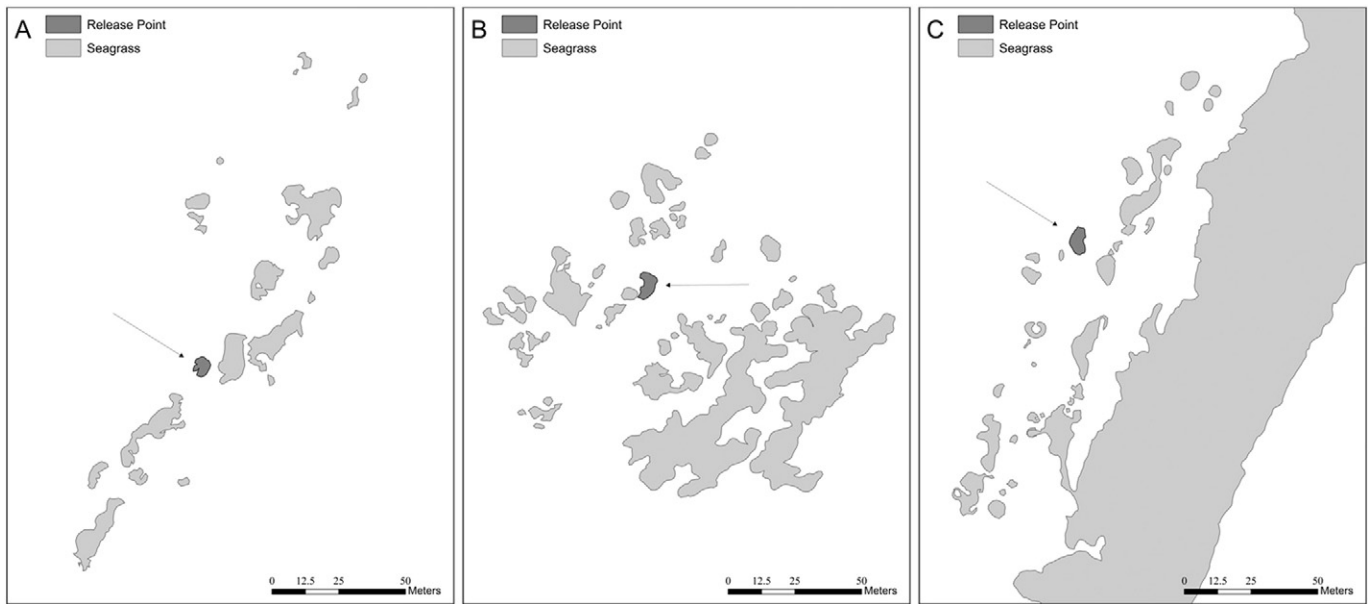 A
Release Point
Seagrass
0 12.5 25 50
Meters
B
Release Point
Seagrass
0 12.5 25 50
Meters
C
Release Point
Seagrass
0 12.5 25 50
Meters